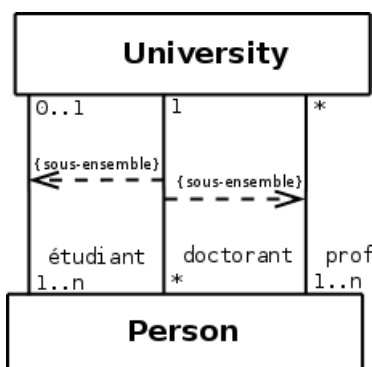 University
0..1 1 *
{sous-ensemble}
{sous-ensemble}
étudiant doctorant prof
1..n * 1..n
Person